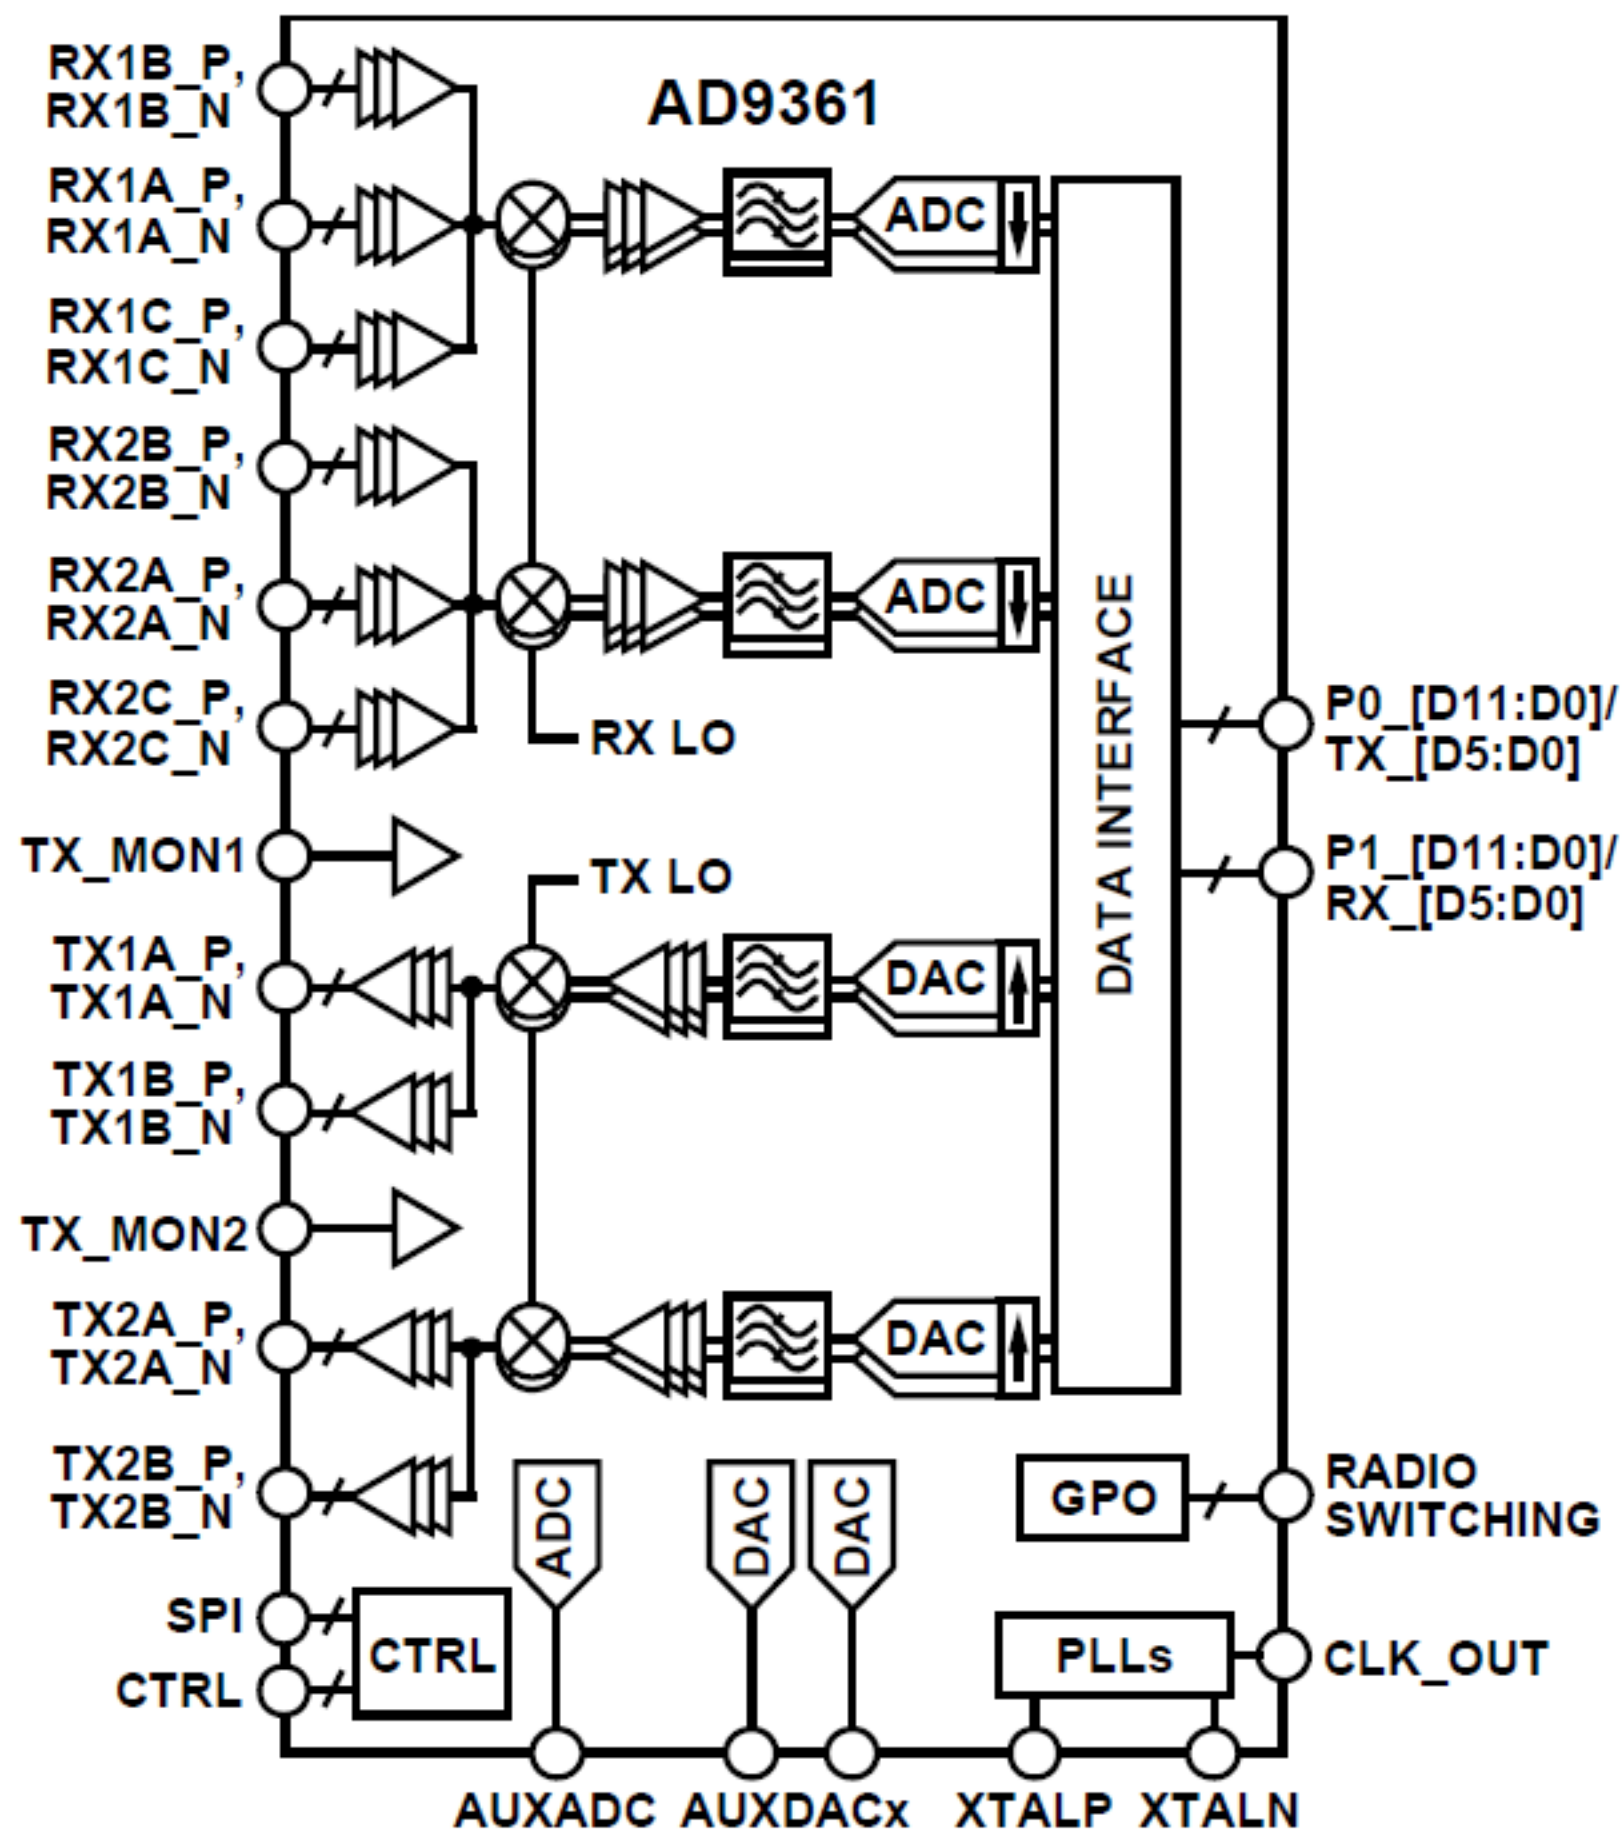 AD9361
RX1B_P,
RX1B_N
RX1A_P,
RX1A_N
RX1C_P,
RX1C_N
RX2B_P,
RX2B_N
RX2A_P,
RX2A_N
RX2C_P,
RX2C_N
TX_MON1
TX1A_P,
TX1A_N
TX1B_P,
TX1B_N
TX_MON2
TX2A_P,
TX2A_N
TX2B_P,
TX2B_N
SPI
CTRL
CTRL
ADC
ADC
RX LO
TX LO
DAC
DAC
DATA INTERFACE
P0_[D11:D0]/
TX_[D5:D0]
P1_[D11:D0]/
RX_[D5:D0]
ADC
DAC
DAC
GPO
RADIO
SWITCHING
PLLs
CLK_OUT
AUXADC
AUXDACx
XTALP
XTALN